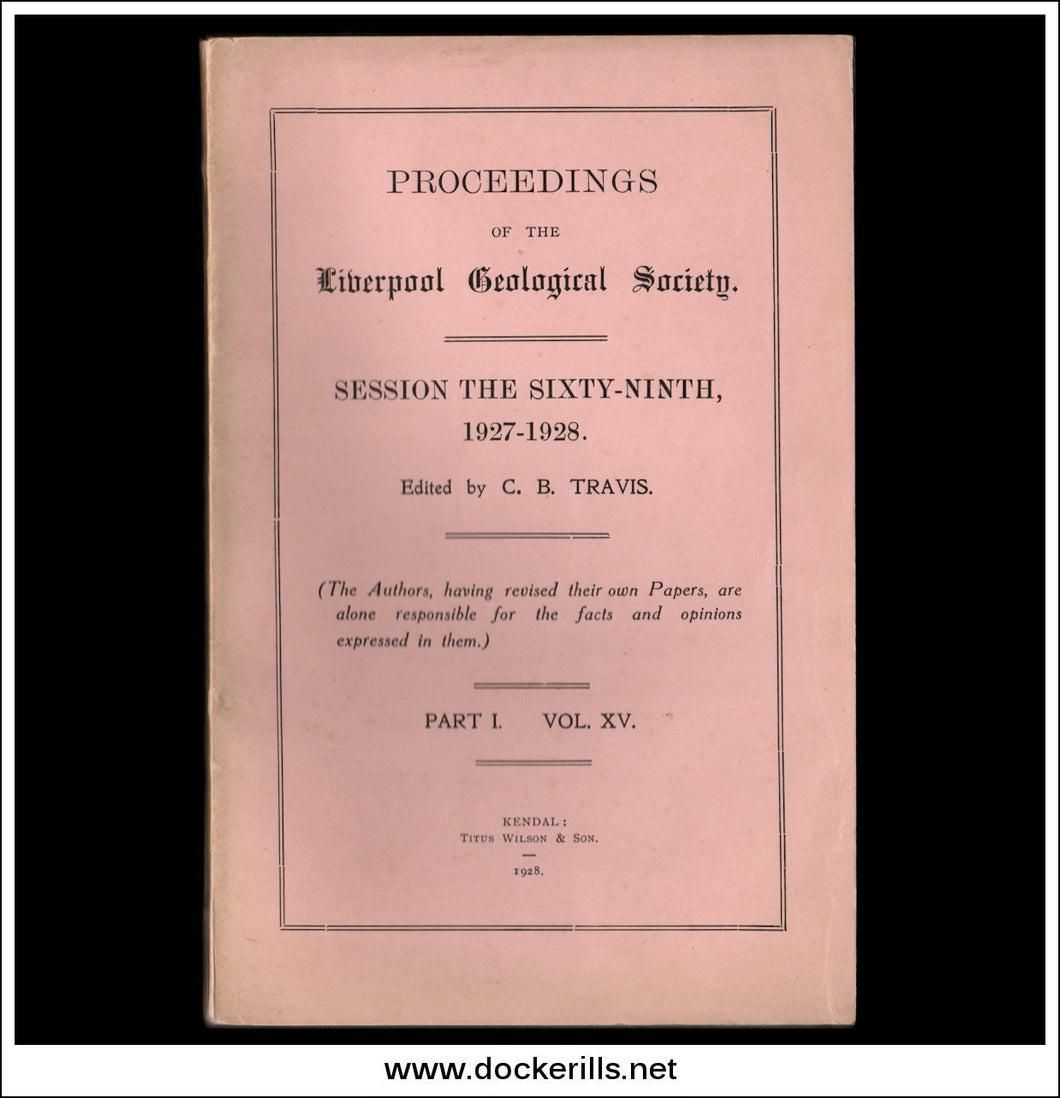 PROCEEDINGS
OF THE
Liverpool Geological Society.
SESSION THE SIXTY-NINTH,
1927-1928.
Edited by C. B. TRAVIS.
(The Authors, having revised their own Papers, are
alone responsible for the facts and opinions
expressed in them.)
PART I. VOL. XV.
KENDAL:
TITUS WILSON & SON.
1928.
www.dockerills.net